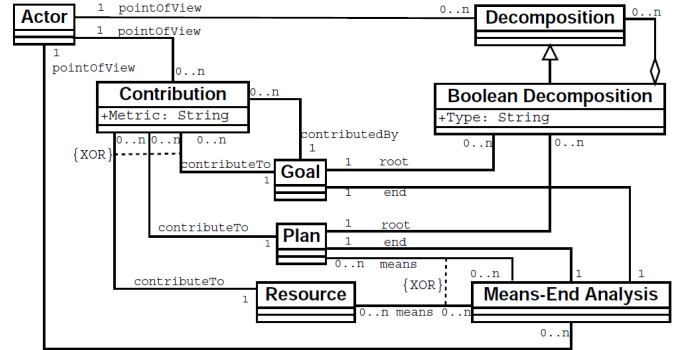 Actor 1 pointOfView 0..n Decomposition 0..n
1 pointOfView
1
pointOfView
0..n
Contribution 0..n Boolean Decomposition
+Metric: String +Type: String
0..n 0..n 0..n contributedBy 0..n 0..n
{XOR} 1
contributeTo 1 root
1 Goal
1 end
contributeTo Plan 1 root
1 1 end
0..n means 0..n 1 1
contributeTo {XOR}
1 Resource Means-End Analysis
0..n means 0..n
0..n